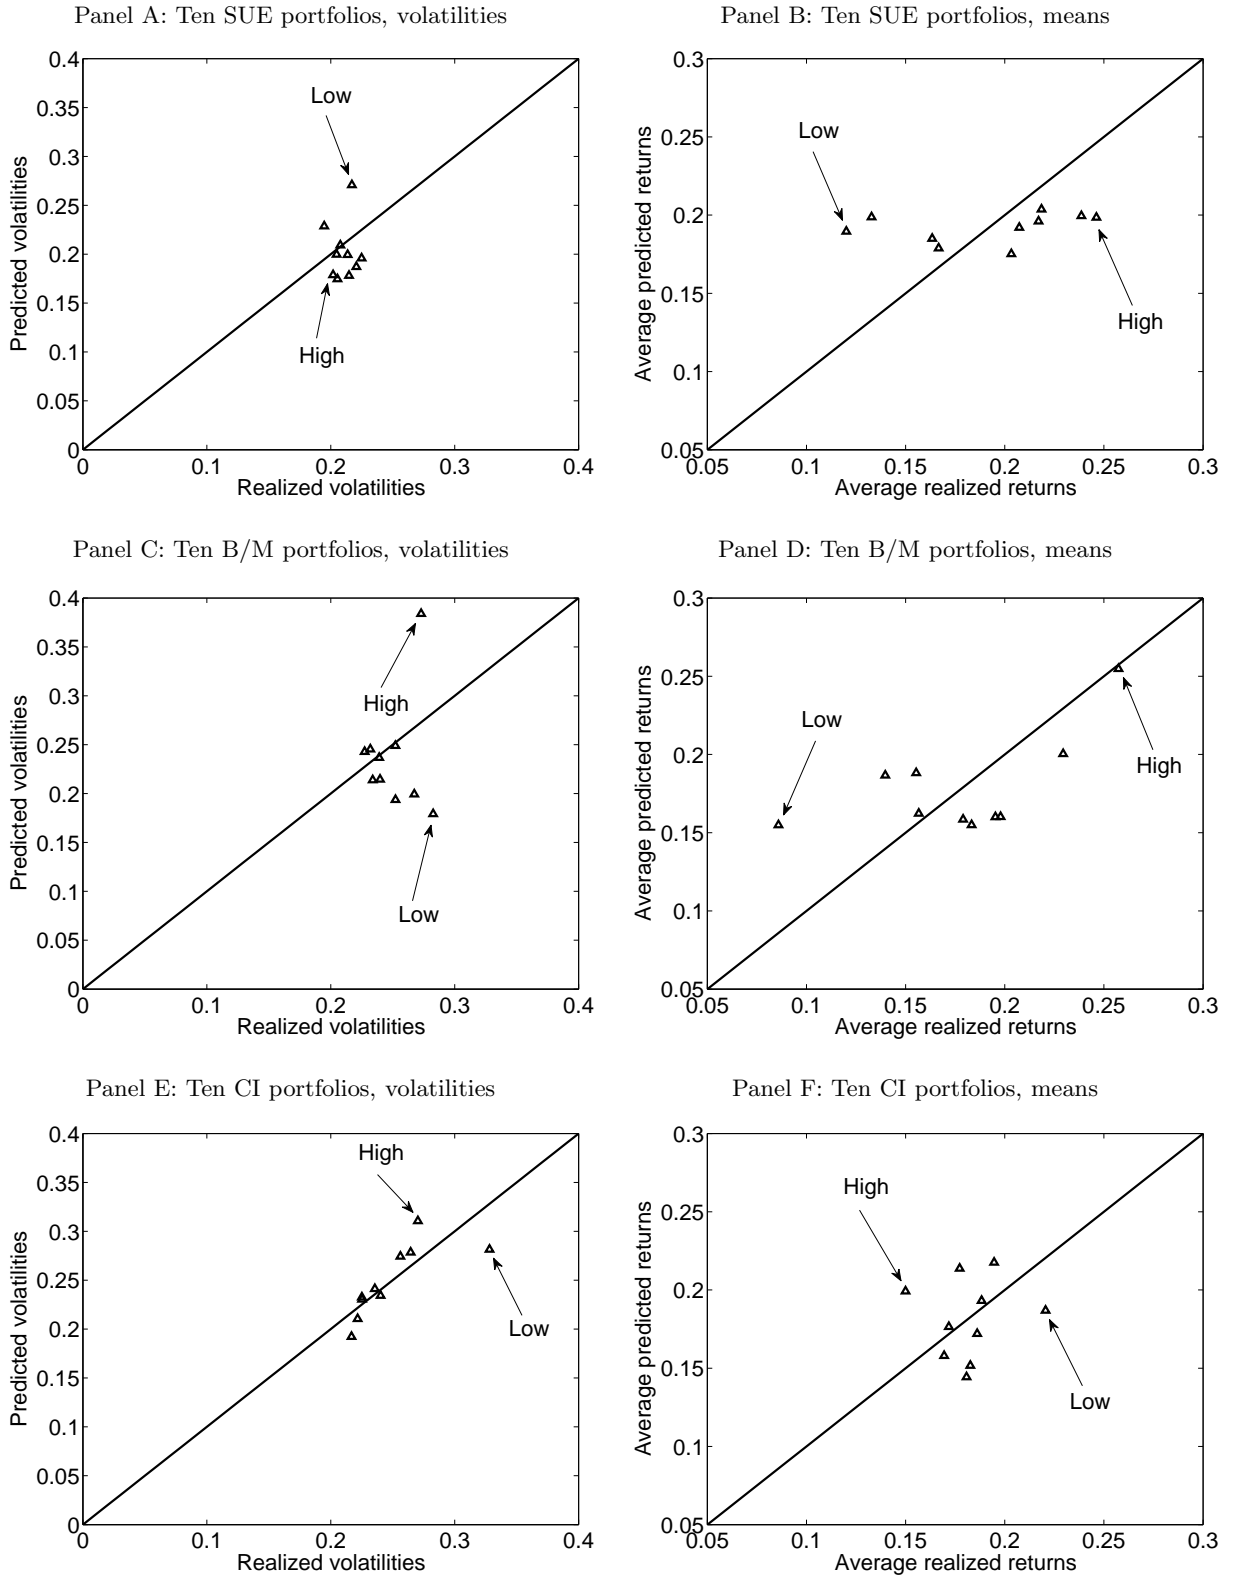 Panel A: Ten SUE portfolios, volatilities
0.4
0.35
0.3
0.25
0.2
0.15
0.1
0.05
0
0
0.1
0.2
0.3
0.4
Low
High
Predicted volatilities
Realized volatilities
Panel B: Ten SUE portfolios, means
0.3
0.25
0.2
0.15
0.1
0.05
0.05
0.1
0.15
0.2
0.25
0.3
Low
High
Average predicted returns
Average realized returns
Panel C: Ten B/M portfolios, volatilities
0.4
0.35
0.3
0.25
0.2
0.15
0.1
0.05
0
0
0.1
0.2
0.3
0.4
High
Low
Predicted volatilities
Realized volatilities
Panel D: Ten B/M portfolios, means
0.3
0.25
0.2
0.15
0.1
0.05
0.05
0.1
0.15
0.2
0.25
0.3
Low
High
Average predicted returns
Average realized returns
Panel E: Ten CI portfolios, volatilities
0.4
0.35
0.3
0.25
0.2
0.15
0.1
0.05
0
0
0.1
0.2
0.3
0.4
High
Low
Predicted volatilities
Realized volatilities
Panel F: Ten CI portfolios, means
0.3
0.25
0.2
0.15
0.1
0.05
0.05
0.1
0.15
0.2
0.25
0.3
High
Low
Average predicted returns
Average realized returns